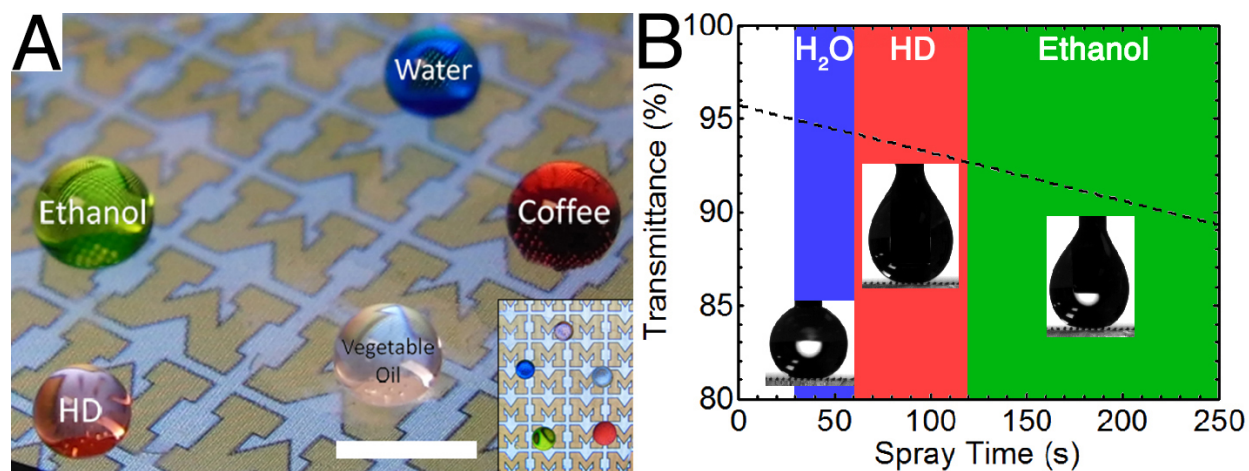 A
Water
Ethanol
Coffee
Vegetable
Oil
HD
B
Transmittance (%)
100
95
90
85
80
H₂O
HD
Ethanol
0
50
100
150
200
250
Spray Time (s)